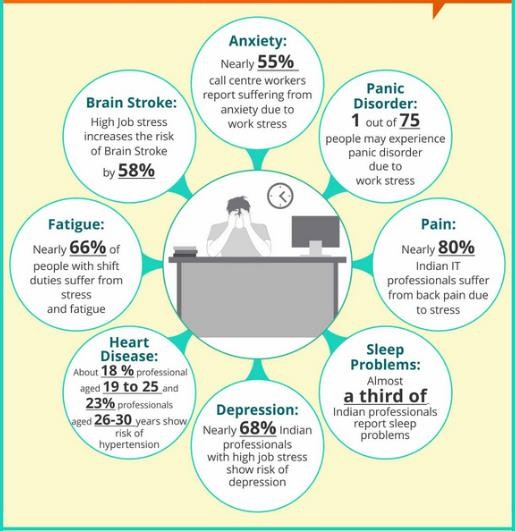 Anxiety:
Nearly 55%
call centre workers
report suffering from
anxiety due to
work stress
Panic
Disorder:
1 out of 75
people may experience
panic disorder
due to
work stress
Pain:
Nearly 80%
Indian IT
professionals suffer
from back pain due
to stress
Sleep
Problems:
Almost
a third of
Indian professionals
report sleep
problems
Depression:
Nearly 68% Indian
professionals
with high job stress
show risk of
depression
Heart
Disease:
About 18 % professional
aged 19 to 25 and
23% professionals
aged 26-30 years show
risk of
hypertension
Fatigue:
Nearly 66% of
people with shift
duties suffer from
stress
and fatigue
Brain Stroke:
High Job stress
increases the risk
of Brain Stroke
by 58%